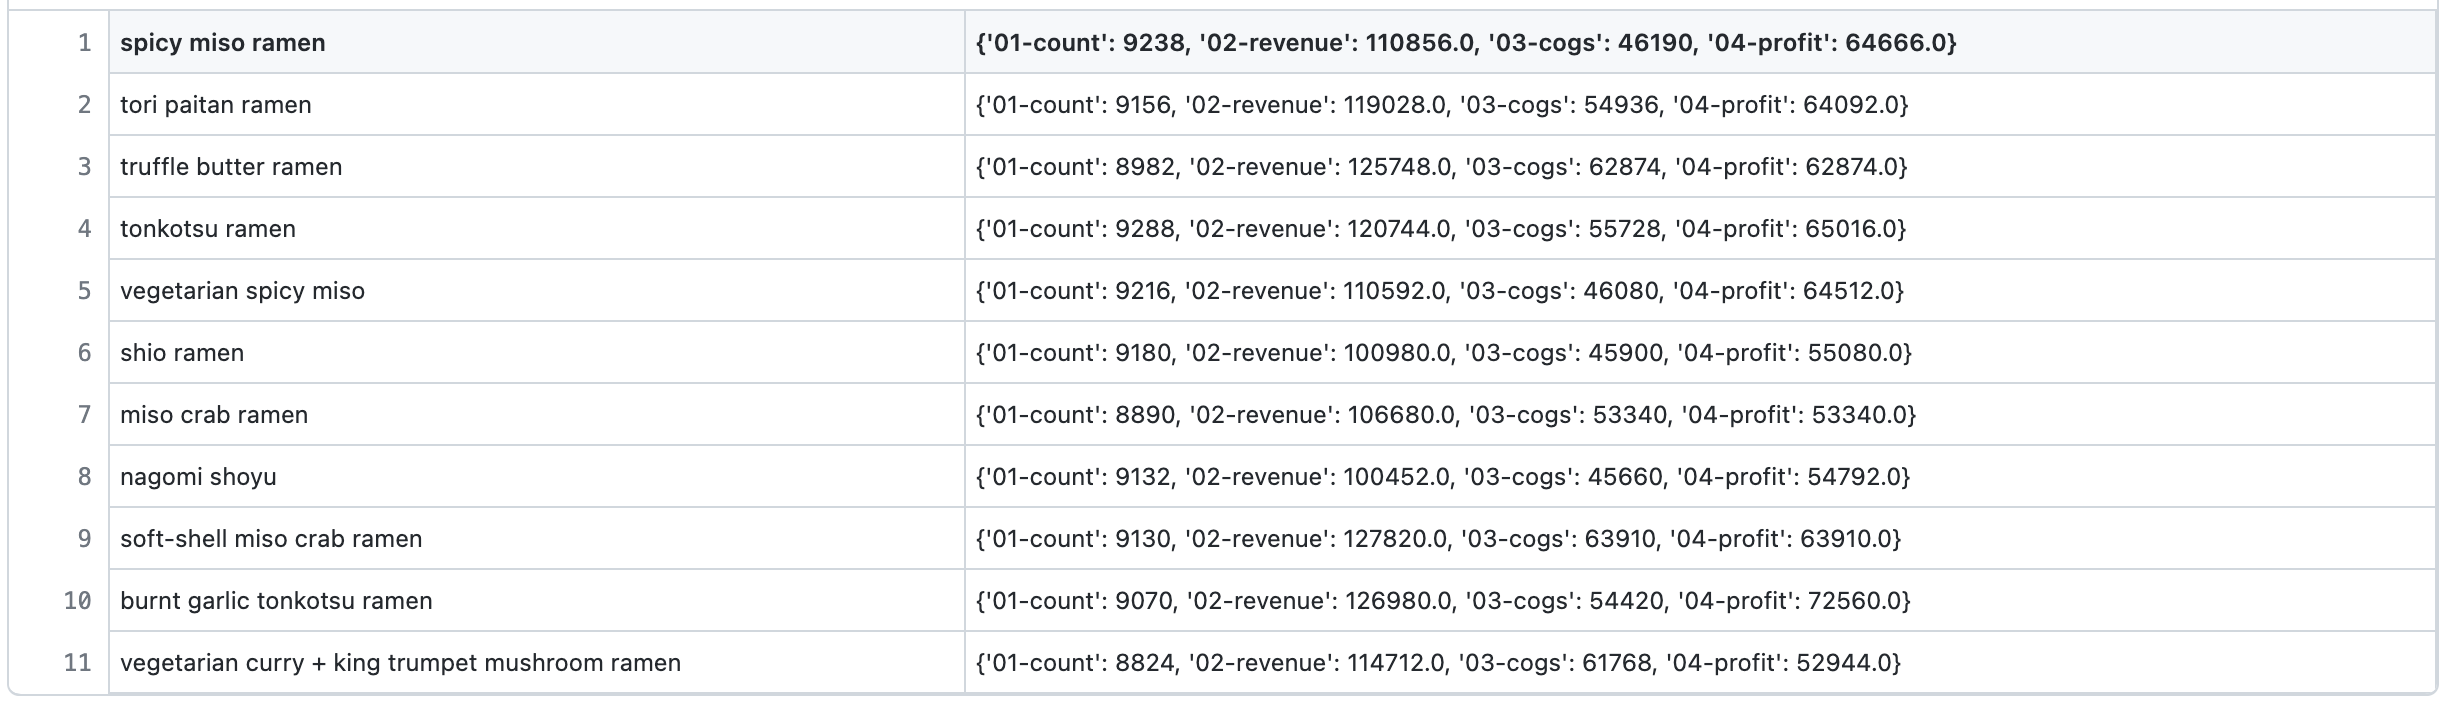 1 spicy miso ramen {'01-count': 9238, '02-revenue': 110856.0, '03-cogs': 46190, '04-profit': 64666.0}
2 tori paitan ramen {'01-count': 9156, '02-revenue': 119028.0, '03-cogs': 54936, '04-profit': 64092.0}
3 truffle butter ramen {'01-count': 8982, '02-revenue': 125748.0, '03-cogs': 62874, '04-profit': 62874.0}
4 tonkotsu ramen {'01-count': 9288, '02-revenue': 120744.0, '03-cogs': 55728, '04-profit': 65016.0}
5 vegetarian spicy miso {'01-count': 9216, '02-revenue': 110592.0, '03-cogs': 46080, '04-profit': 64512.0}
6 shio ramen {'01-count': 9180, '02-revenue': 100980.0, '03-cogs': 45900, '04-profit': 55080.0}
7 miso crab ramen {'01-count': 8890, '02-revenue': 106680.0, '03-cogs': 53340, '04-profit': 53340.0}
8 nagomi shoyu {'01-count': 9132, '02-revenue': 100452.0, '03-cogs': 45660, '04-profit': 54792.0}
9 soft-shell miso crab ramen {'01-count': 9130, '02-revenue': 127820.0, '03-cogs': 63910, '04-profit': 63910.0}
10 burnt garlic tonkotsu ramen {'01-count': 9070, '02-revenue': 126980.0, '03-cogs': 54420, '04-profit': 72560.0}
11 vegetarian curry + king trumpet mushroom ramen {'01-count': 8824, '02-revenue': 114712.0, '03-cogs': 61768, '04-profit': 52944.0}